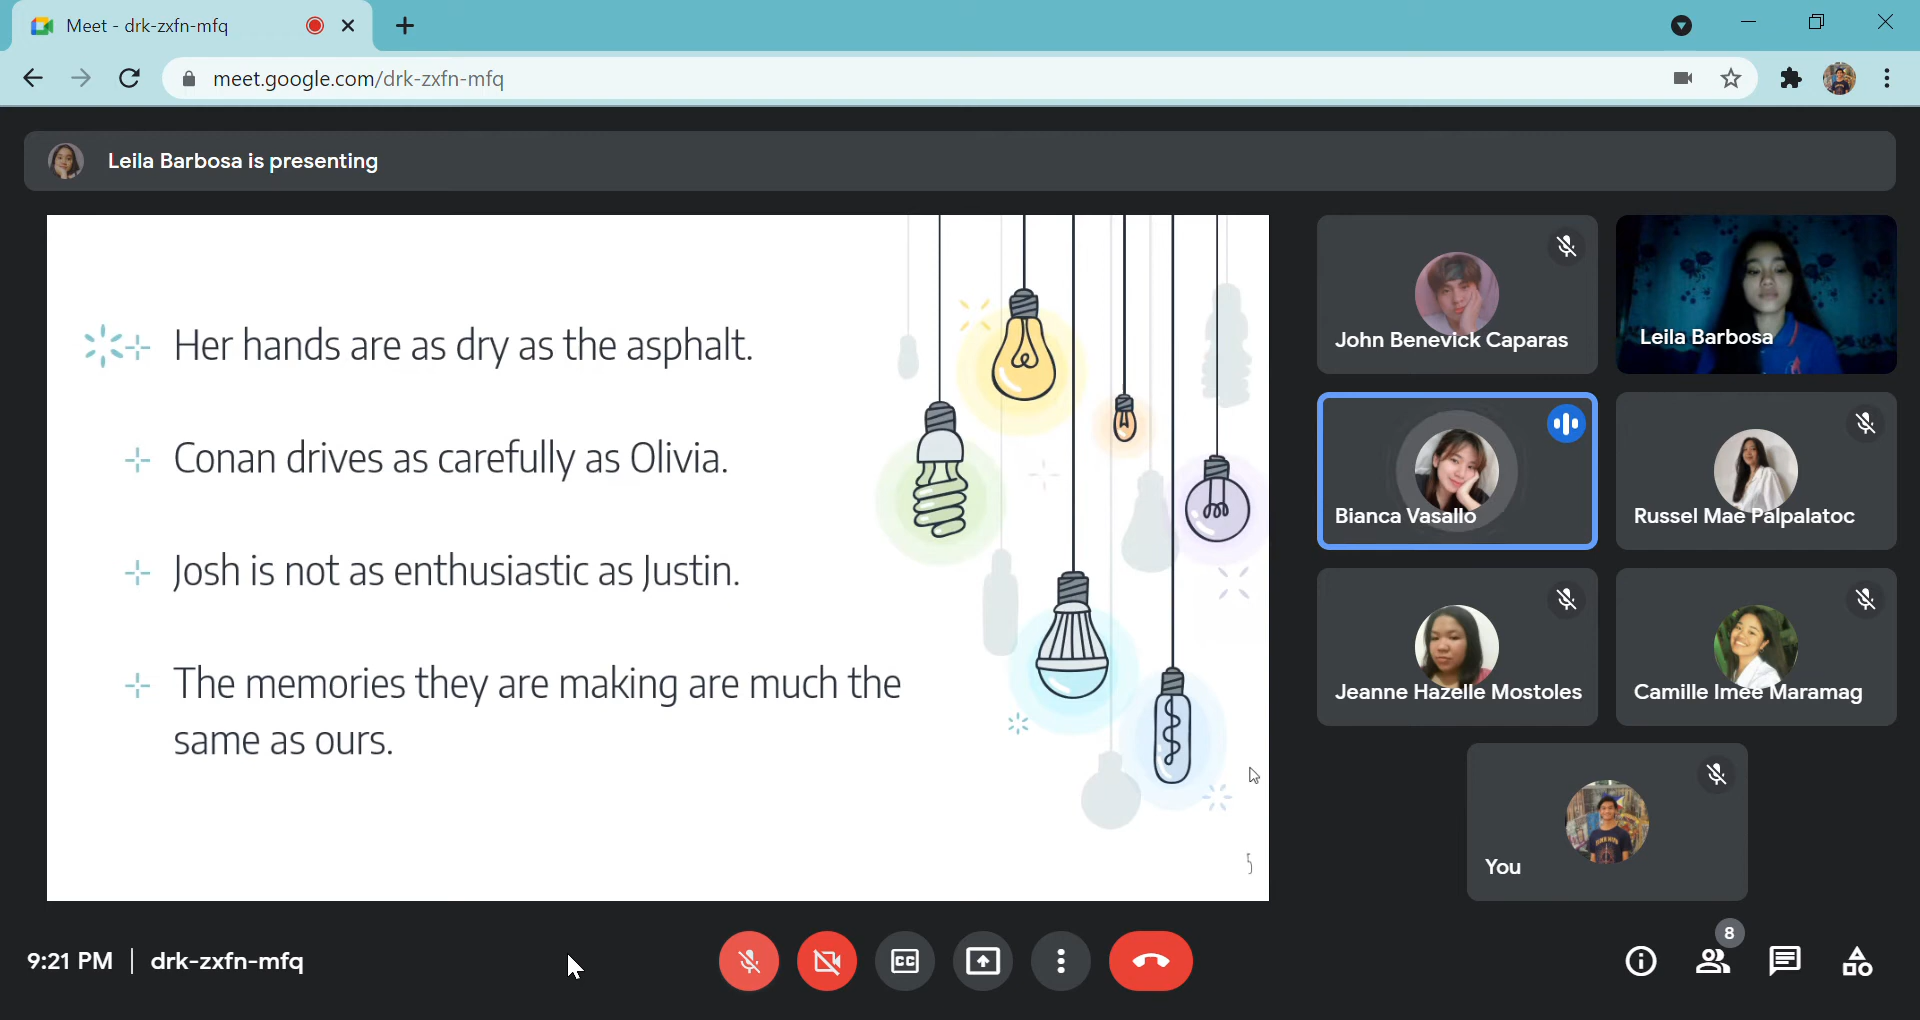 Meet - drk-zxfn-mfq
meet.google.com/drk-zxfn-mfq
Leila Barbosa is presenting
Her hands are as dry as the asphalt.
Conan drives as carefully as Olivia.
Josh is not as enthusiastic as Justin.
The memories they are making are much the
same as ours.
5
John Benevick Caparas
Leila Barbosa
Bianca Vasallo
Russel Mae Palpalatoc
Jeanne Hazelle Mostoles
Camille Imee Maramag
You
9:21 PM | drk-zxfn-mfq
CC
8